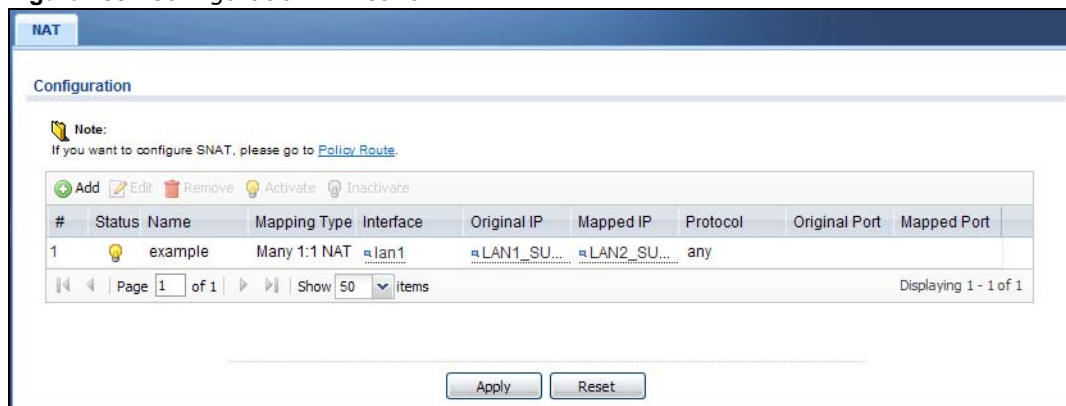 NAT
Configuration
Note:
If you want to configure SNAT, please go to Policy Route.
Add Edit Remove Activate Inactivate
# Status Name Mapping Type Interface Original IP Mapped IP Protocol Original Port Mapped Port
1 example Many 1:1 NAT lan1 LAN1_SU... LAN2_SU... any
Page 1 of 1 Show 50 items Displaying 1 - 1 of 1
Apply Reset